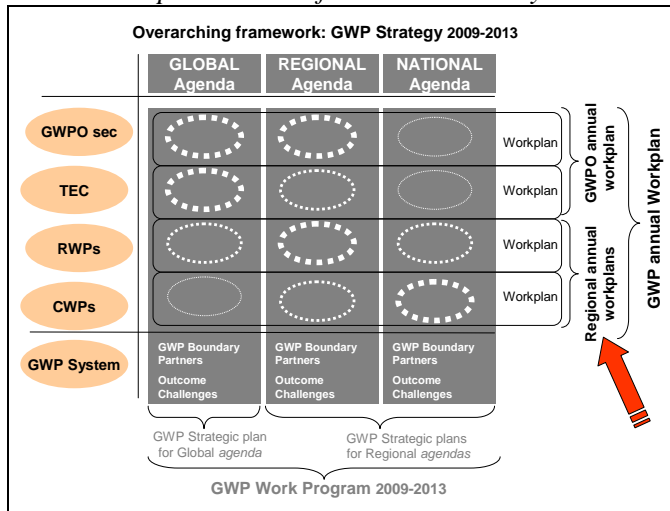 Overarching framework: GWP Strategy 2009-2013
GLOBAL
Agenda
REGIONAL
Agenda
NATIONAL
Agenda
GWPO sec
Workplan
TEC
Workplan
RWPs
Workplan
CWPs
Workplan
GWPO annual
workplan
Regional annual
workplans
GWP annual Workplan
GWP System
GWP Boundary
Partners
Outcome
Challenges
GWP Boundary
Partners
Outcome
Challenges
GWP Boundary
Partners
Outcome
Challenges
GWP Strategic plan
for Global agenda
GWP Strategic plans
for Regional agendas
GWP Work Program 2009-2013